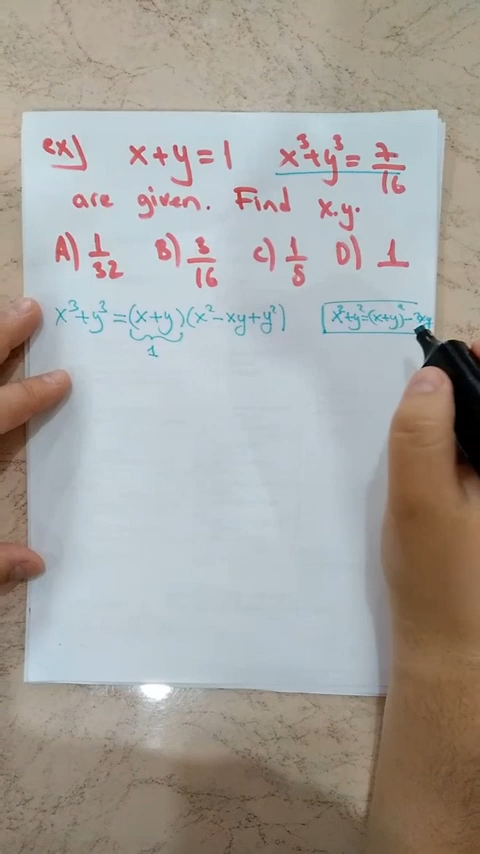 ex) x+y=1 x³+y³=7/16
are given. Find x.y.
A) 1/32 B) 3/16 C) 1/8 D) 1
x³+y³=(x+y)(x²-xy+y²) x²+y²=(x+y)²-2xy
1